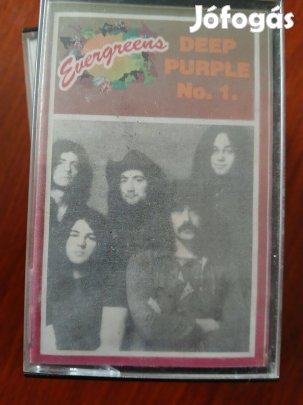 Jófogás
Evergreens
DEEP
PURPLE
No. 1.